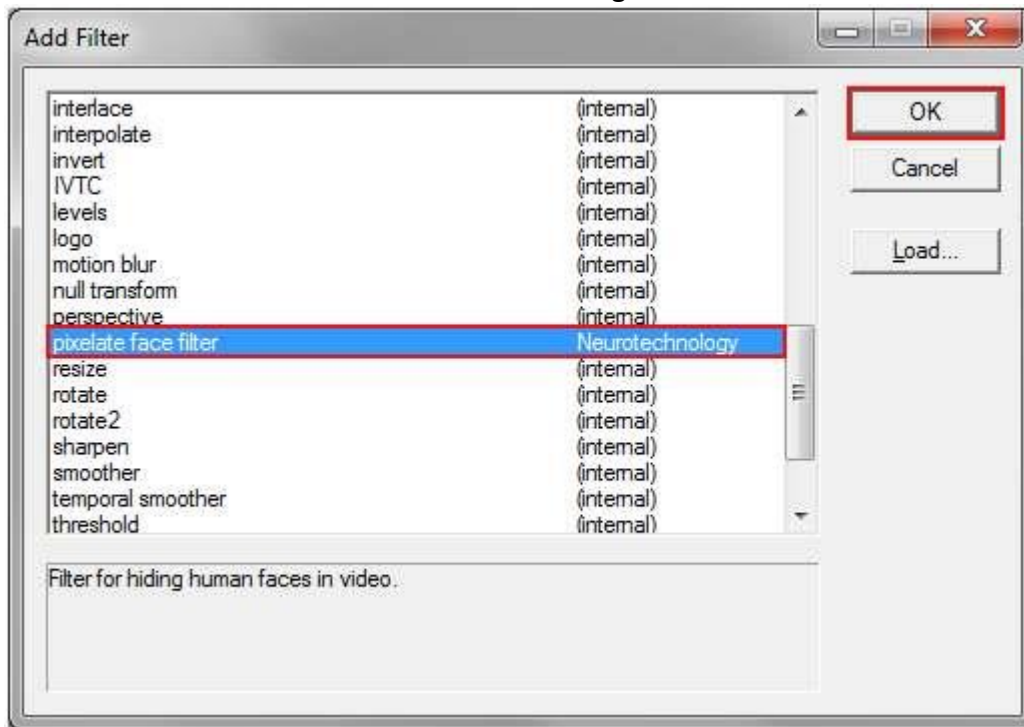 Add Filter
interlace (internal)
interpolate (internal)
invert (internal)
IVTC (internal)
levels (internal)
logo (internal)
motion blur (internal)
null transform (internal)
perspective (internal)
pixelate face filter Neurotechnology
resize (internal)
rotate (internal)
rotate2 (internal)
sharpen (internal)
smoother (internal)
temporal smoother (internal)
threshold (internal)
OK
Cancel
Load...
Filter for hiding human faces in video.